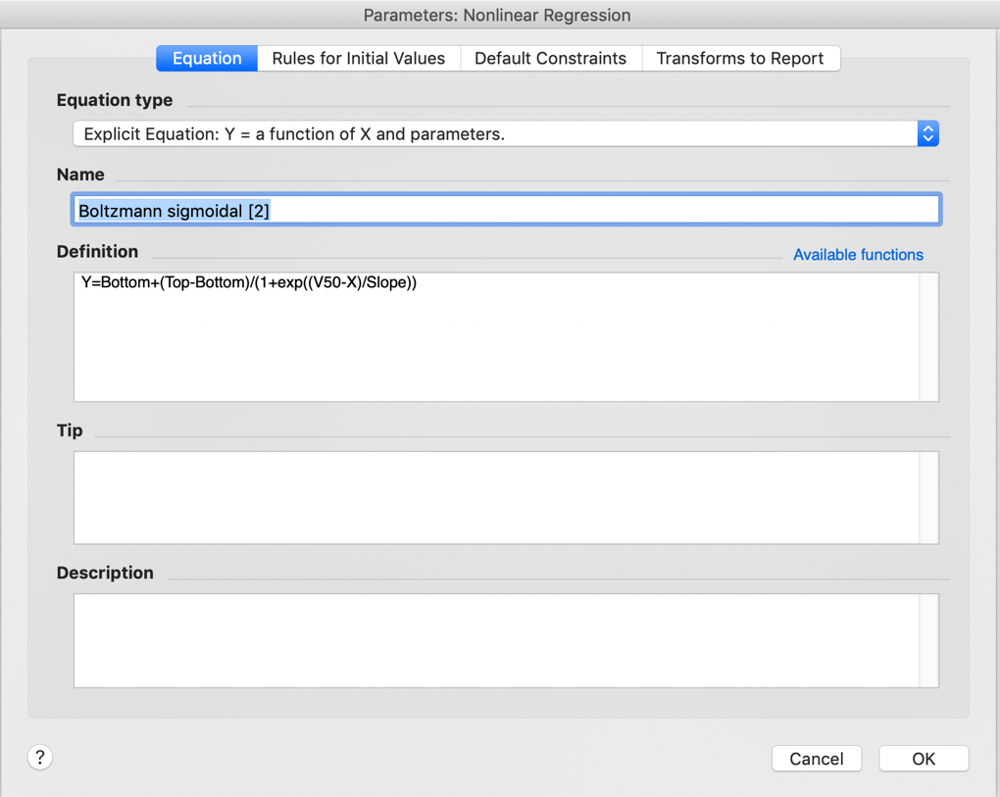 Parameters: Nonlinear Regression
Equation Rules for Initial Values Default Constraints Transforms to Report
Equation type
Explicit Equation: Y = a function of X and parameters.
Name
Boltzmann sigmoidal [2]
Definition Available functions
Y=Bottom+(Top-Bottom)/(1+exp((V50-X)/Slope))
Tip
Description
? Cancel OK